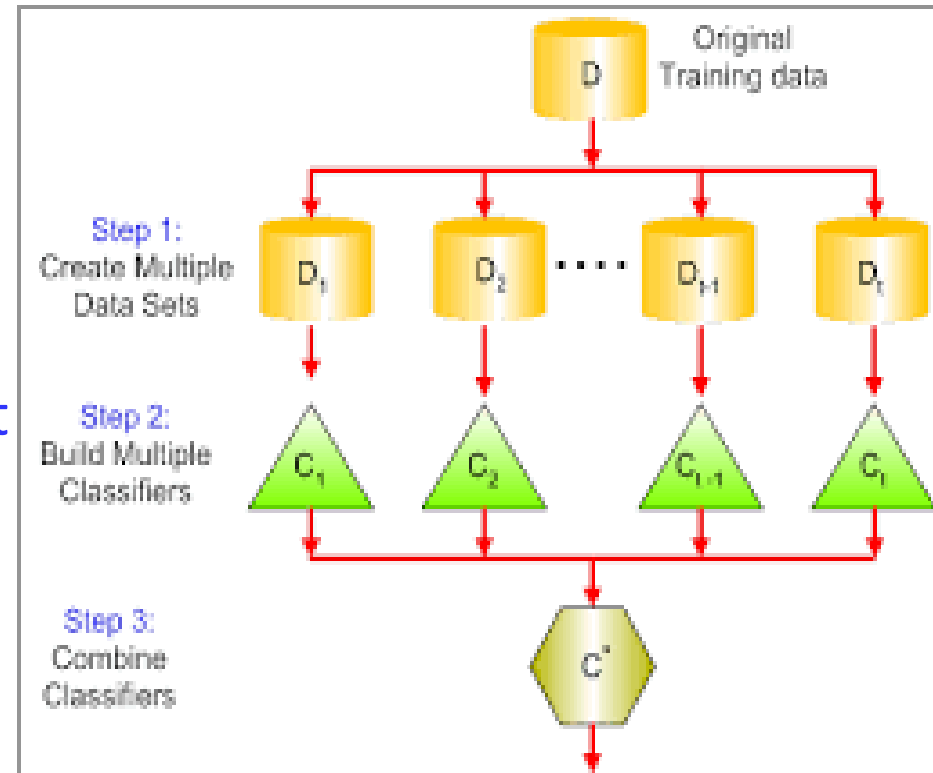 Original
Training data
D
Step 1:
Create Multiple
Data Sets
D₁
D₂
....
Dₜ₋₁
Dₜ
t
Step 2:
Build Multiple
Classifiers
C₁
C₂
Cₜ₋₁
Cₜ
Step 3:
Combine
Classifiers
C*